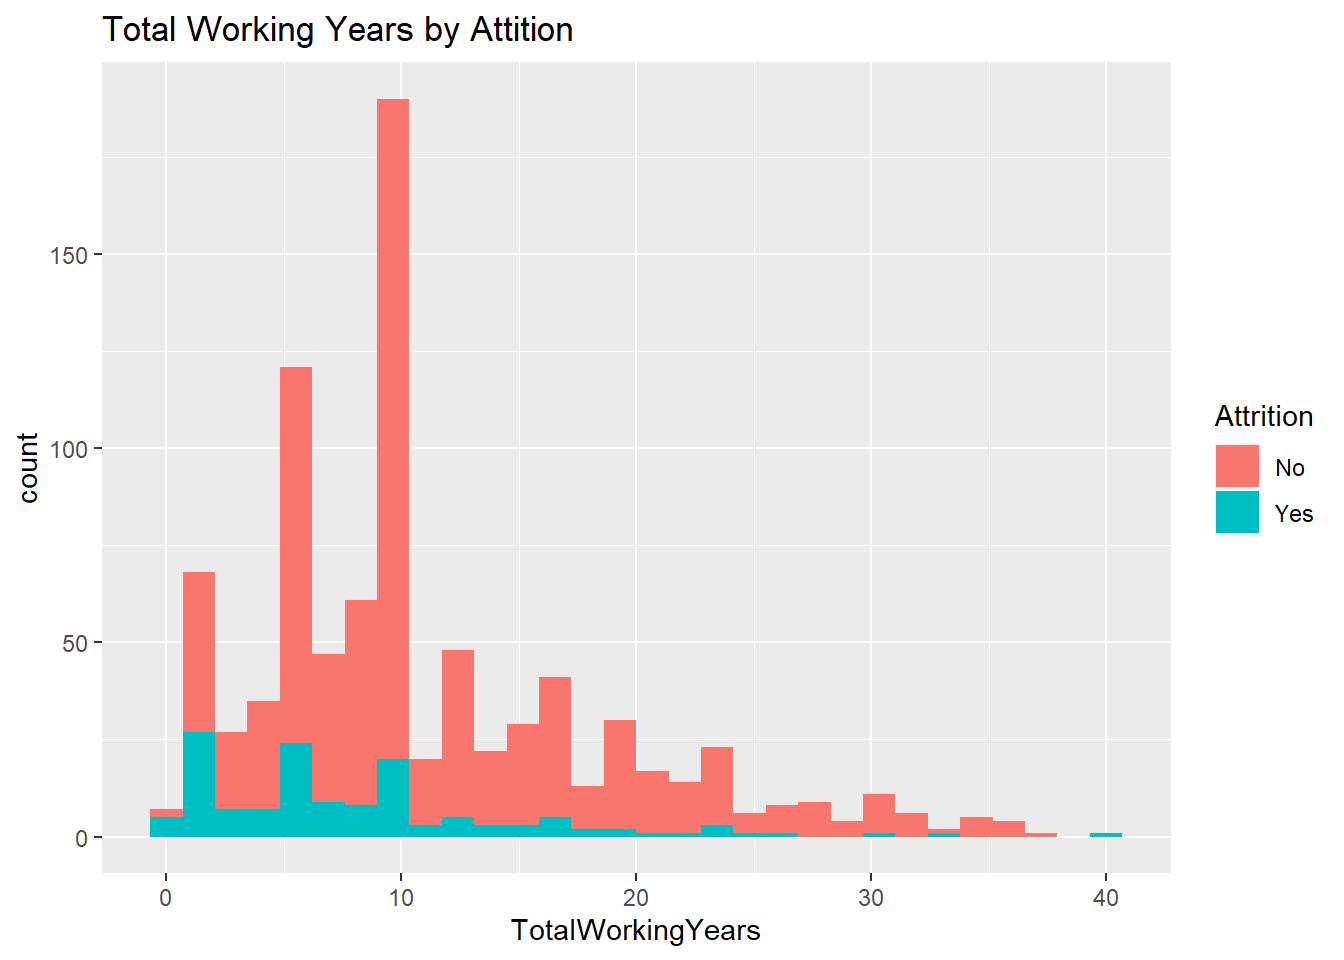 Total Working Years by Attition
150
100
50
0
count
0 10 20 30 40
TotalWorkingYears
Attrition
No
Yes